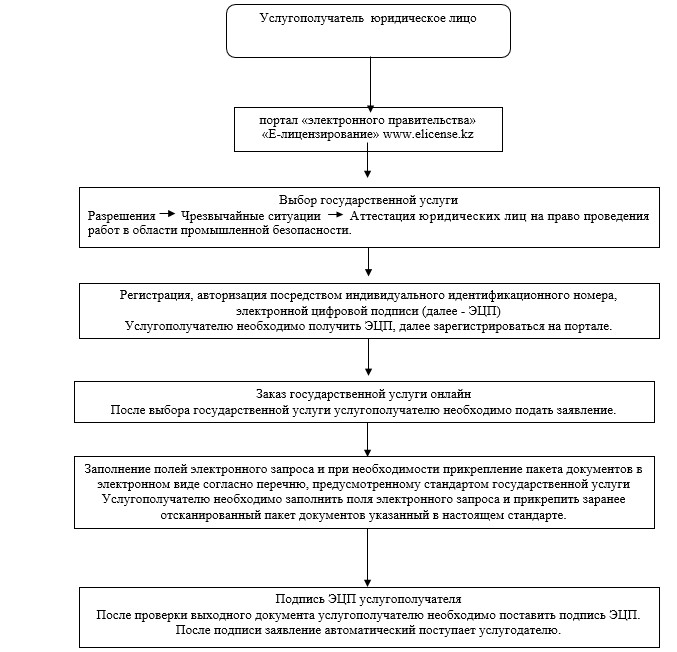 Услугополучатель юридическое лицо
портал «электронного правительства»
«Е-лицензирование» www.elicense.kz
Выбор государственной услуги
Разрешения → Чрезвычайные ситуации → Аттестация юридических лиц на право проведения
работ в области промышленной безопасности.
Регистрация, авторизация посредством индивидуального идентификационного номера,
электронной цифровой подписи (далее - ЭЦП)
Услугополучателю необходимо получить ЭЦП, далее зарегистрироваться на портале.
Заказ государственной услуги онлайн
После выбора государственной услуги услугополучателю необходимо подать заявление.
Заполнение полей электронного запроса и при необходимости прикрепление пакета документов в
электронном виде согласно перечню, предусмотренному стандартом государственной услуги
Услугополучателю необходимо заполнить поля электронного запроса и прикрепить заранее
отсканированный пакет документов указанный в настоящем стандарте.
Подпись ЭЦП услугополучателя
После проверки выходного документа услугополучателю необходимо поставить подпись ЭЦП.
После подписи заявление автоматический поступает услугодателю.